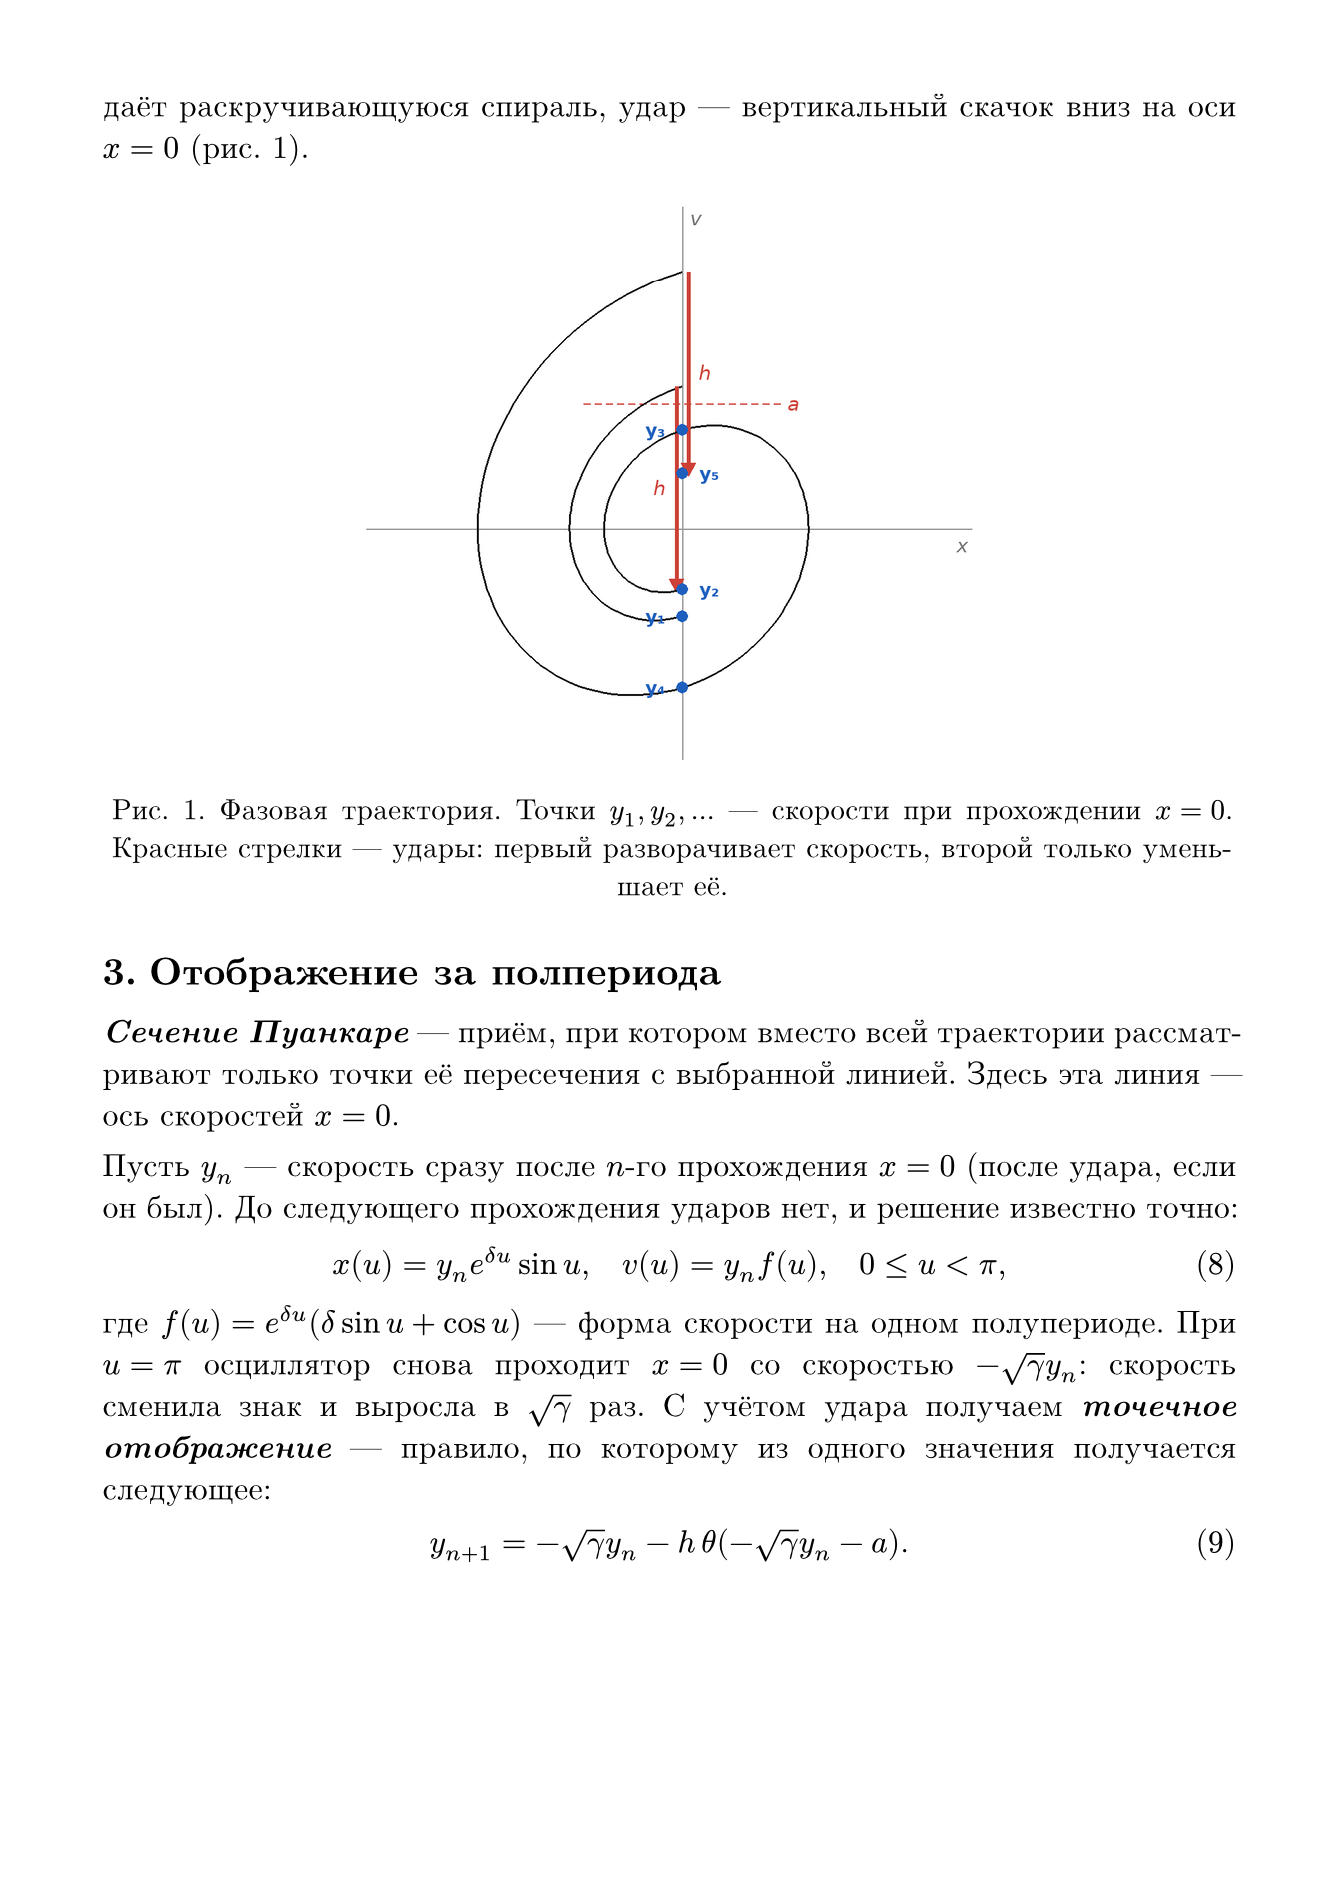 даёт раскручивающуюся спираль, удар — вертикальный скачок вниз на оси
x = 0 (рис. 1).
v
h
a
y₃
y₅
h
x
y₂
y₁
y₄
Рис. 1. Фазовая траектория. Точки y₁, y₂, ... — скорости при прохождении x = 0.
Красные стрелки — удары: первый разворачивает скорость, второй только умень-
шает её.
3. Отображение за полпериода
Сечение Пуанкаре — приём, при котором вместо всей траектории рассмат-
ривают только точки её пересечения с выбранной линией. Здесь эта линия —
ось скоростей x = 0.
Пусть yₙ — скорость сразу после n-го прохождения x = 0 (после удара, если
он был). До следующего прохождения ударов нет, и решение известно точно:
x(u) = yₙe^{δu} sin u, v(u) = yₙf(u), 0 ≤ u < π, (8)
где f(u) = e^{δu}(δ sin u + cos u) — форма скорости на одном полупериоде. При
u = π осциллятор снова проходит x = 0 со скоростью −√γyₙ: скорость
сменила знак и выросла в √γ раз. С учётом удара получаем точечное
отображение — правило, по которому из одного значения получается
следующее:
yₙ₊₁ = −√γyₙ − h θ(−√γyₙ − a). (9)